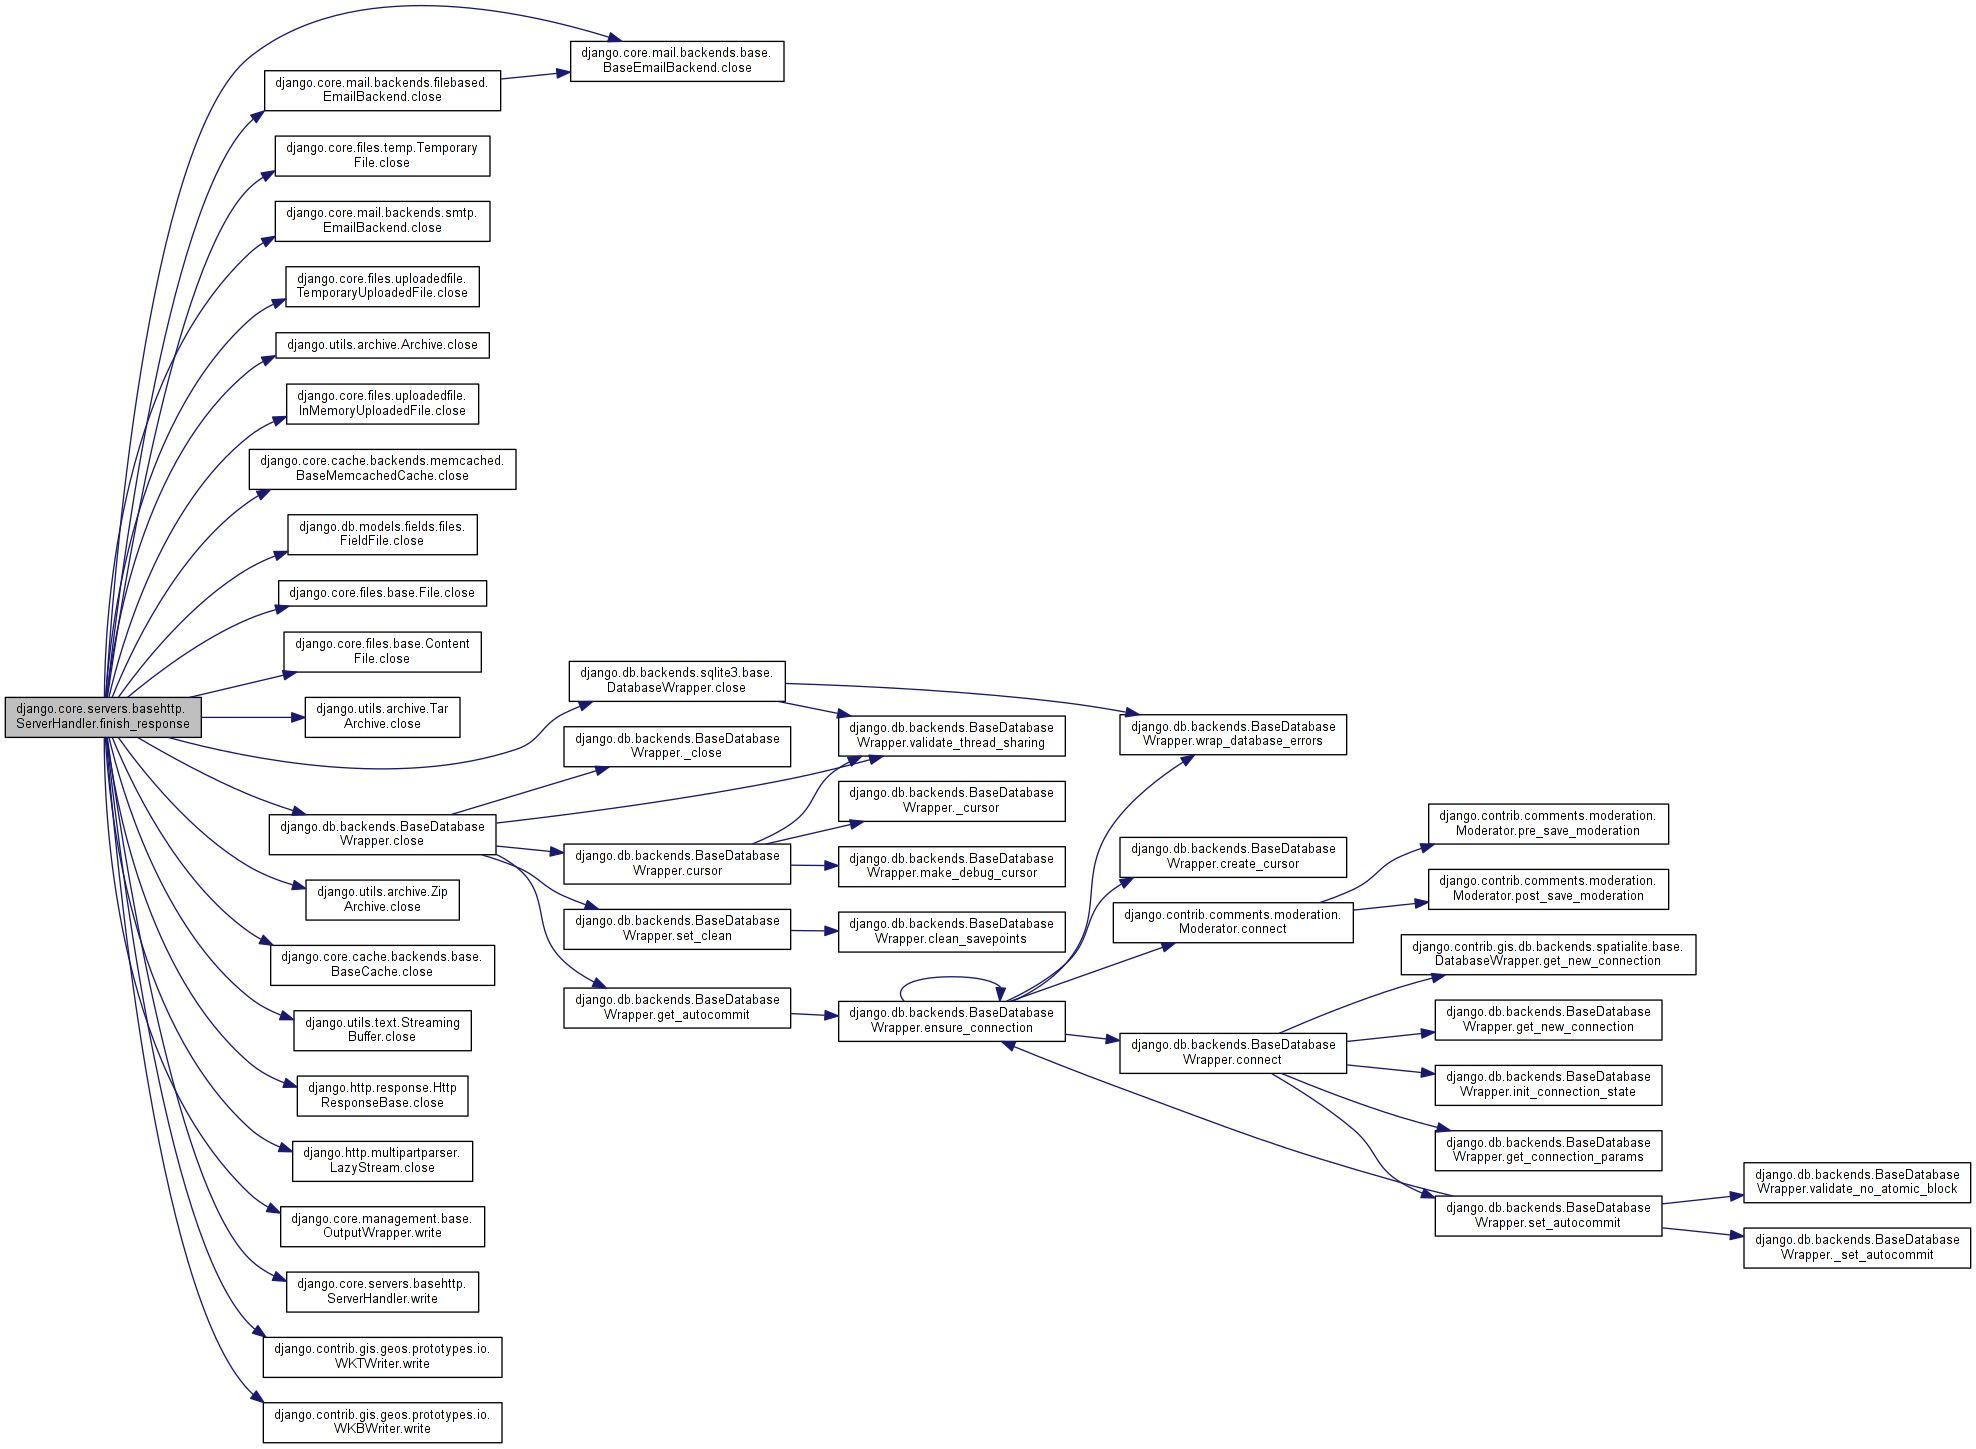 django.core.mail.backends.base.
BaseEmailBackend.close
django.core.mail.backends.filebased.
EmailBackend.close
django.core.files.temp.Temporary
File.close
django.core.mail.backends.smtp.
EmailBackend.close
django.core.files.uploadedfile.
TemporaryUploadedFile.close
django.utils.archive.Archive.close
django.core.files.uploadedfile.
InMemoryUploadedFile.close
django.core.cache.backends.memcached.
BaseMemcachedCache.close
django.db.models.fields.files.
FieldFile.close
django.core.files.base.File.close
django.core.files.base.Content
File.close
django.core.servers.basehttp.
ServerHandler.finish_response
django.utils.archive.Tar
Archive.close
django.db.backends.BaseDatabase
Wrapper.close
django.utils.archive.Zip
Archive.close
django.core.cache.backends.base.
BaseCache.close
django.utils.text.Streaming
Buffer.close
django.http.response.Http
ResponseBase.close
django.http.multipartparser.
LazyStream.close
django.core.management.base.
OutputWrapper.write
django.core.servers.basehttp.
ServerHandler.write
django.contrib.gis.geos.prototypes.io.
WKTWriter.write
django.contrib.gis.geos.prototypes.io.
WKBWriter.write
django.db.backends.sqlite3.base.
DatabaseWrapper.close
django.db.backends.BaseDatabase
Wrapper._close
django.db.backends.BaseDatabase
Wrapper.cursor
django.db.backends.BaseDatabase
Wrapper.set_clean
django.db.backends.BaseDatabase
Wrapper.get_autocommit
django.db.backends.BaseDatabase
Wrapper.validate_thread_sharing
django.db.backends.BaseDatabase
Wrapper._cursor
django.db.backends.BaseDatabase
Wrapper.make_debug_cursor
django.db.backends.BaseDatabase
Wrapper.clean_savepoints
django.db.backends.BaseDatabase
Wrapper.ensure_connection
django.db.backends.BaseDatabase
Wrapper.wrap_database_errors
django.db.backends.BaseDatabase
Wrapper.create_cursor
django.contrib.comments.moderation.
Moderator.connect
django.db.backends.BaseDatabase
Wrapper.connect
django.contrib.comments.moderation.
Moderator.pre_save_moderation
django.contrib.comments.moderation.
Moderator.post_save_moderation
django.contrib.gis.db.backends.spatialite.base.
DatabaseWrapper.get_new_connection
django.db.backends.BaseDatabase
Wrapper.get_new_connection
django.db.backends.BaseDatabase
Wrapper.init_connection_state
django.db.backends.BaseDatabase
Wrapper.get_connection_params
django.db.backends.BaseDatabase
Wrapper.set_autocommit
django.db.backends.BaseDatabase
Wrapper.validate_no_atomic_block
django.db.backends.BaseDatabase
Wrapper._set_autocommit